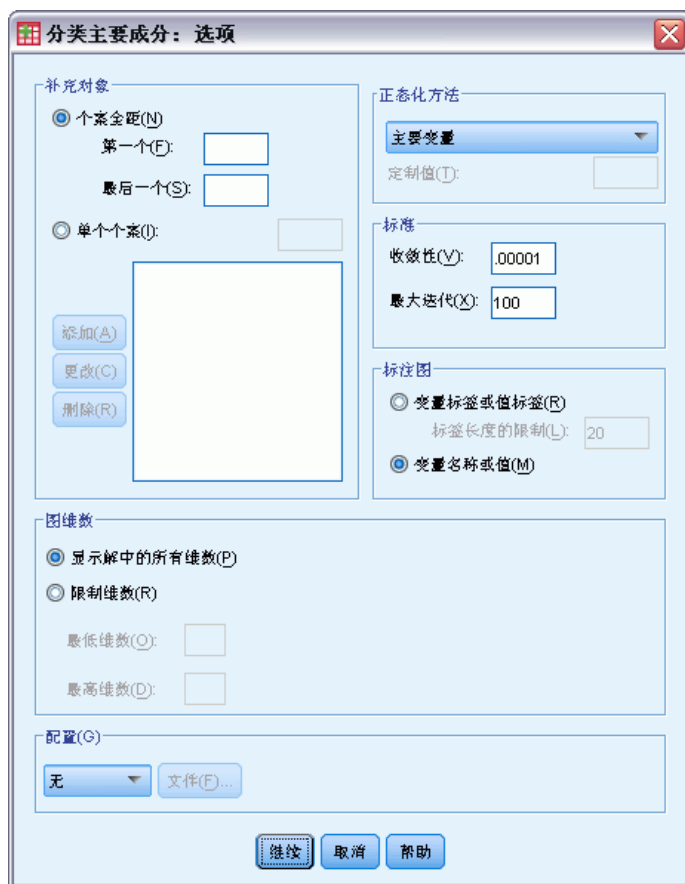 分类主要成分： 选项
补充对象
个案全距(N)
第一个(F):
最后一个(S):
单个个案(I):
添加(A)
更改(C)
删除(R)
正态化方法
主要变量
定制值(T):
标准
收敛性(V): .00001
最大迭代(X): 100
标注图
变量标签或值标签(R)
标签长度的限制(L): 20
变量名称或值(M)
图维数
显示解中的所有维数(P)
限制维数(R)
最低维数(O):
最高维数(D):
配置(G)
无 文件(F)...
继续 取消 帮助